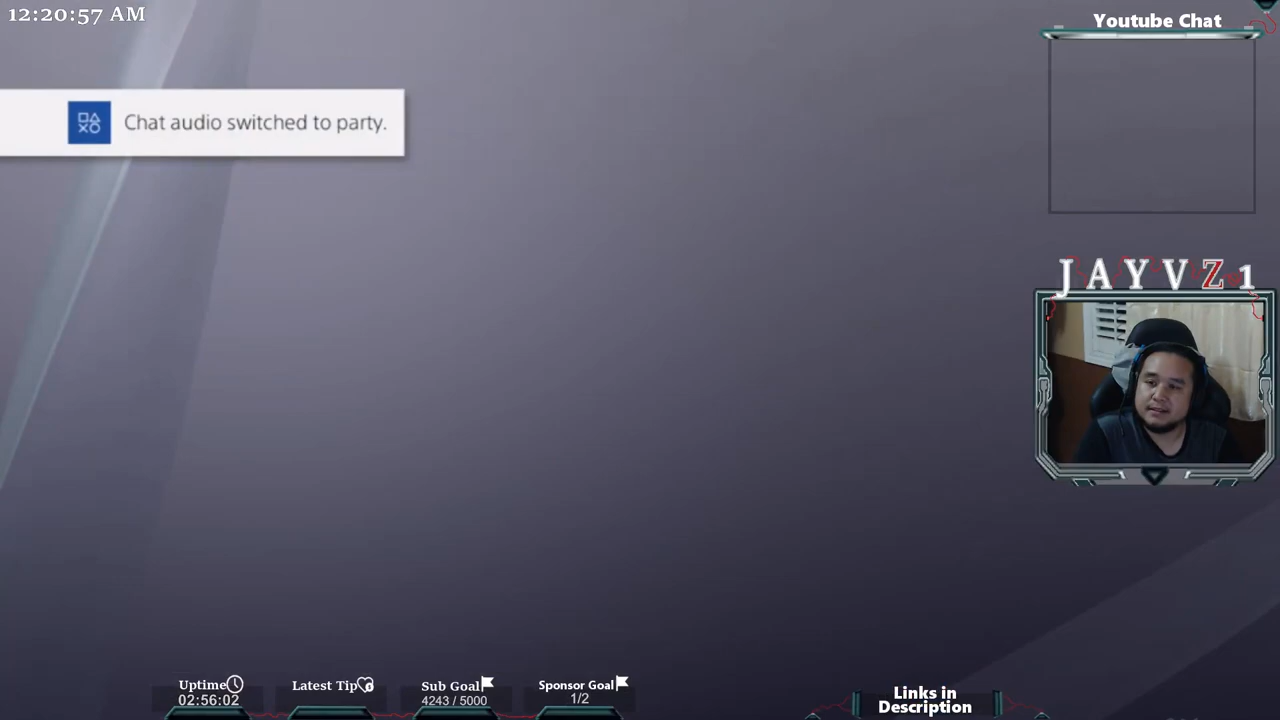 12:20:57 AM
Youtube Chat
Chat audio switched to party.
JAYVZ1
Uptime
02:56:02
Latest Tip
Sub Goal
4243 / 5000
Sponsor Goal
1/2
Links in
Description